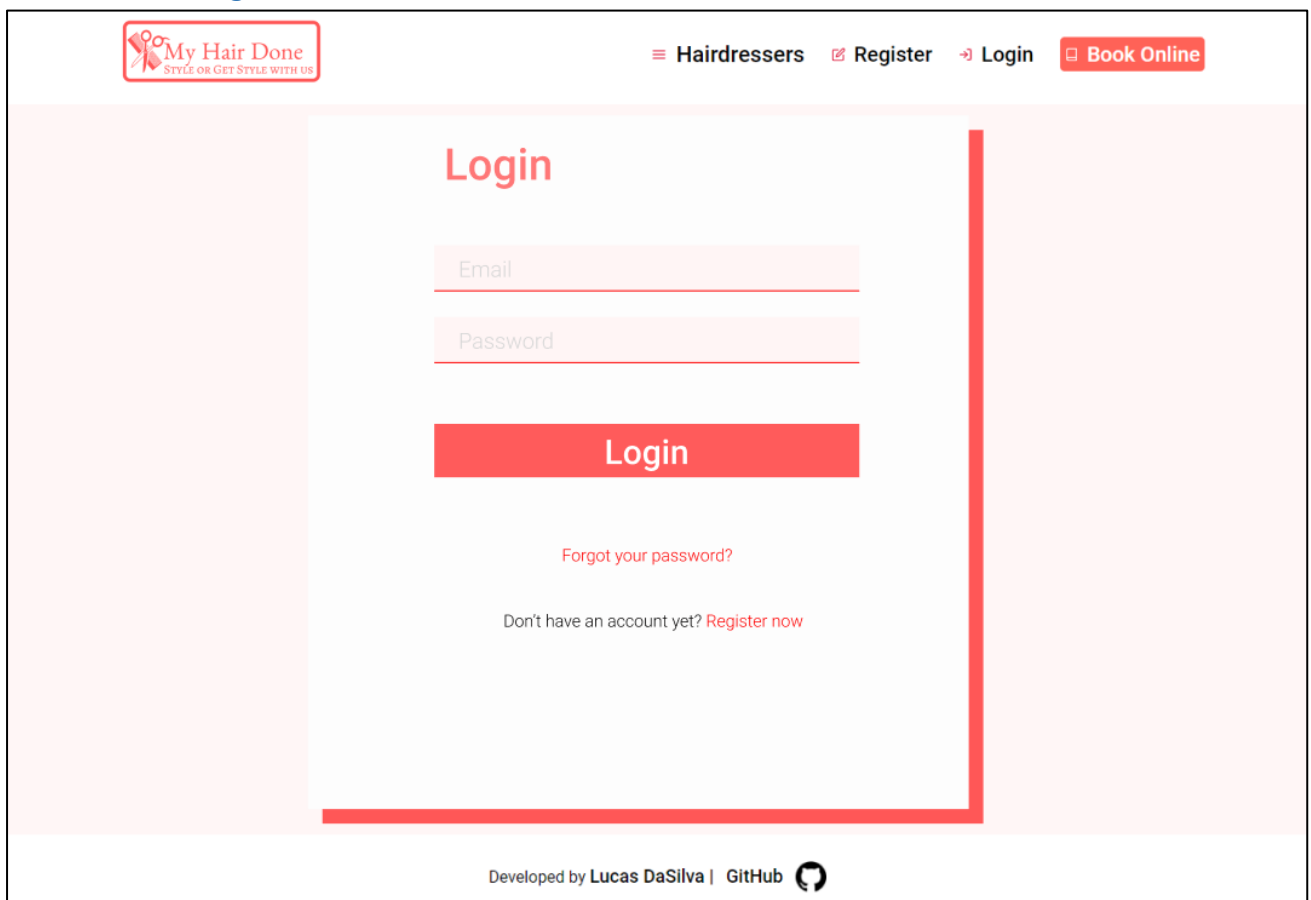 My Hair Done
STYLE OR GET STYLE WITH US
Hairdressers Register Login Book Online
Login
Email
Password
Login
Forgot your password?
Don't have an account yet? Register now
Developed by Lucas DaSilva | GitHub